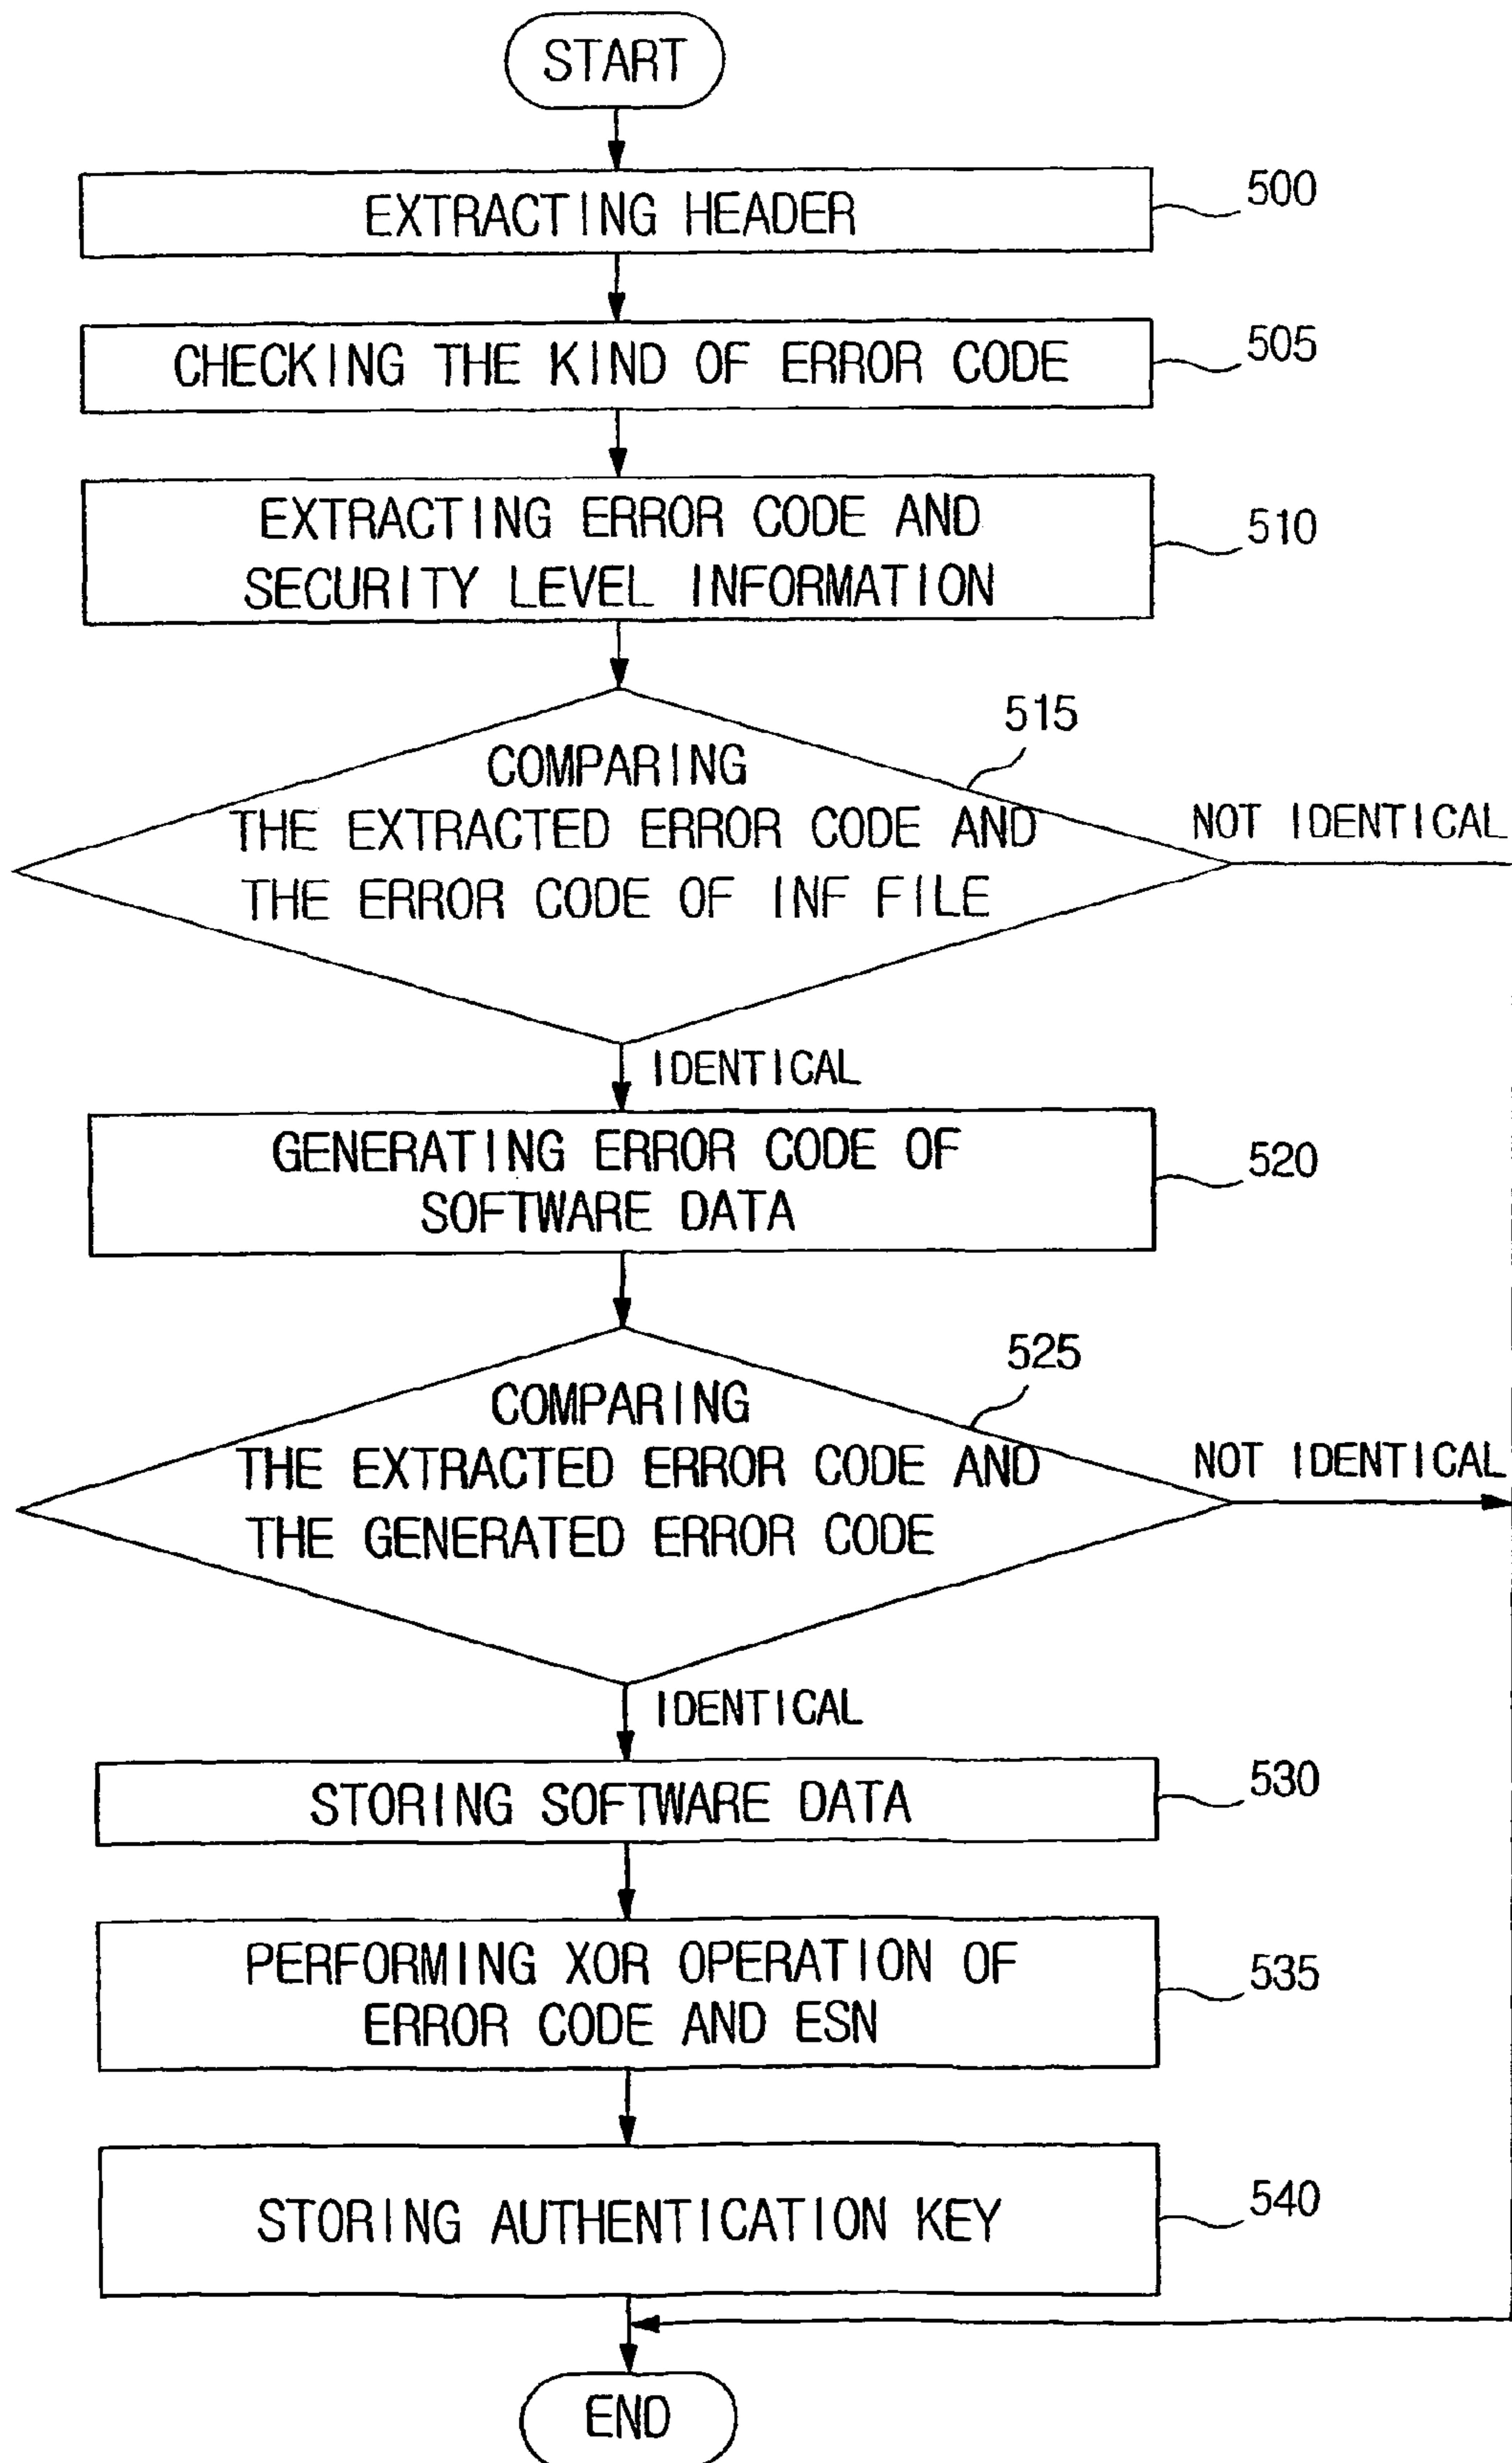 START
EXTRACTING HEADER
500
CHECKING THE KIND OF ERROR CODE
505
EXTRACTING ERROR CODE AND
SECURITY LEVEL INFORMATION
510
515
COMPARING
THE EXTRACTED ERROR CODE AND
THE ERROR CODE OF INF FILE
NOT IDENTICAL
IDENTICAL
GENERATING ERROR CODE OF
SOFTWARE DATA
520
525
COMPARING
THE EXTRACTED ERROR CODE AND
THE GENERATED ERROR CODE
NOT IDENTICAL
IDENTICAL
STORING SOFTWARE DATA
530
PERFORMING XOR OPERATION OF
ERROR CODE AND ESN
535
STORING AUTHENTICATION KEY
540
END